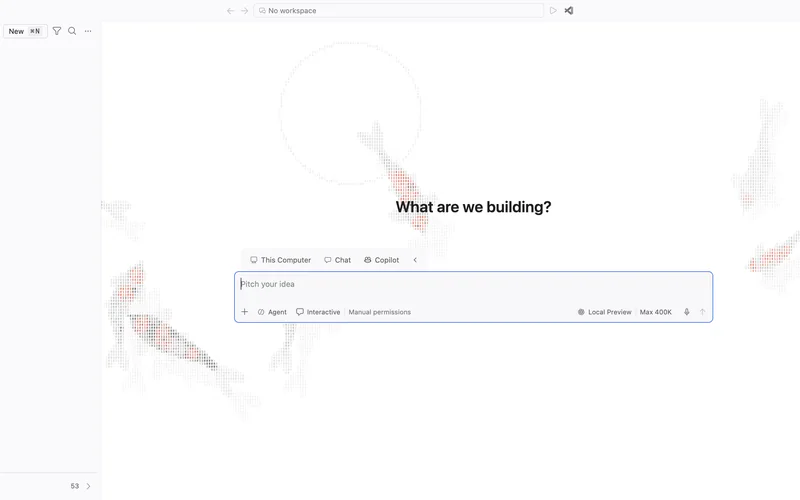 No workspace
New ⌘N
What are we building?
This Computer Chat Copilot
Pitch your idea
Agent Interactive Manual permissions Local Preview Max 400K
53